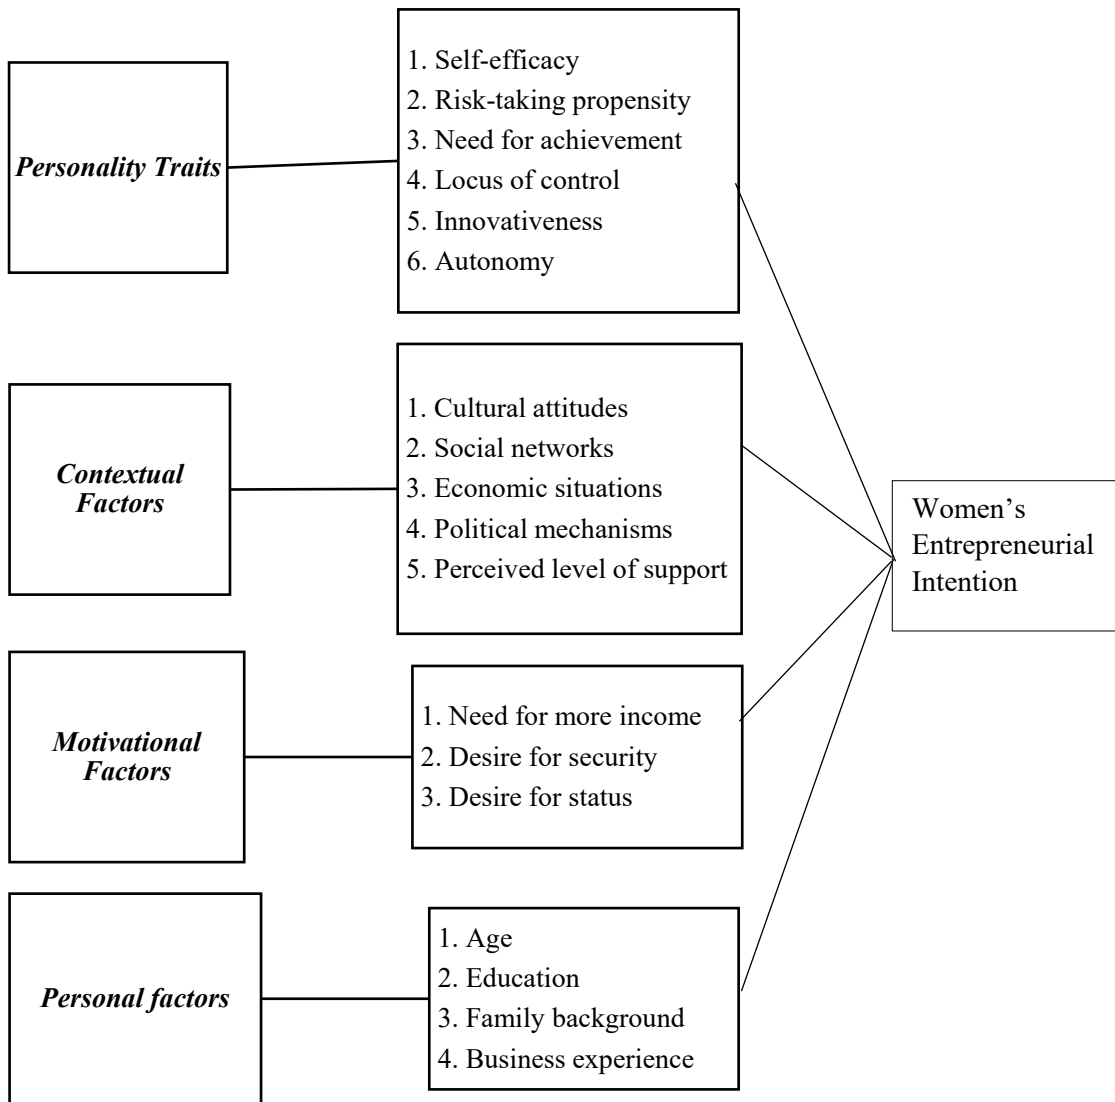 Personality Traits
1. Self-efficacy
2. Risk-taking propensity
3. Need for achievement
4. Locus of control
5. Innovativeness
6. Autonomy
Contextual
Factors
1. Cultural attitudes
2. Social networks
3. Economic situations
4. Political mechanisms
5. Perceived level of support
Women’s
Entrepreneurial
Intention
Motivational
Factors
1. Need for more income
2. Desire for security
3. Desire for status
Personal factors
1. Age
2. Education
3. Family background
4. Business experience